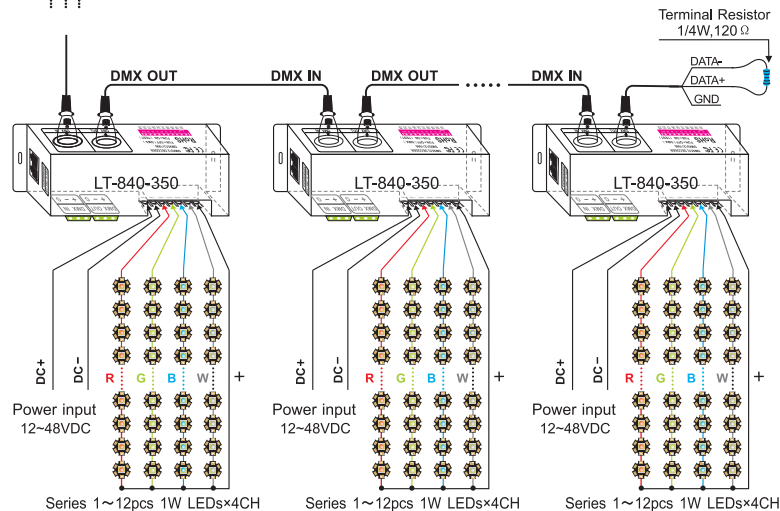 Terminal Resistor
1/4W,120 Ω
DMX OUT
DMX IN
DMX OUT
DMX IN
DATA-
DATA+
GND
LT-840-350
LT-840-350
LT-840-350
DC+
DC-
R
G
B
W
+
DC+
DC-
R
G
B
W
+
DC+
DC-
R
G
B
W
+
Power input
12~48VDC
Power input
12~48VDC
Power input
12~48VDC
Series 1~12pcs 1W LEDs×4CH
Series 1~12pcs 1W LEDs×4CH
Series 1~12pcs 1W LEDs×4CH